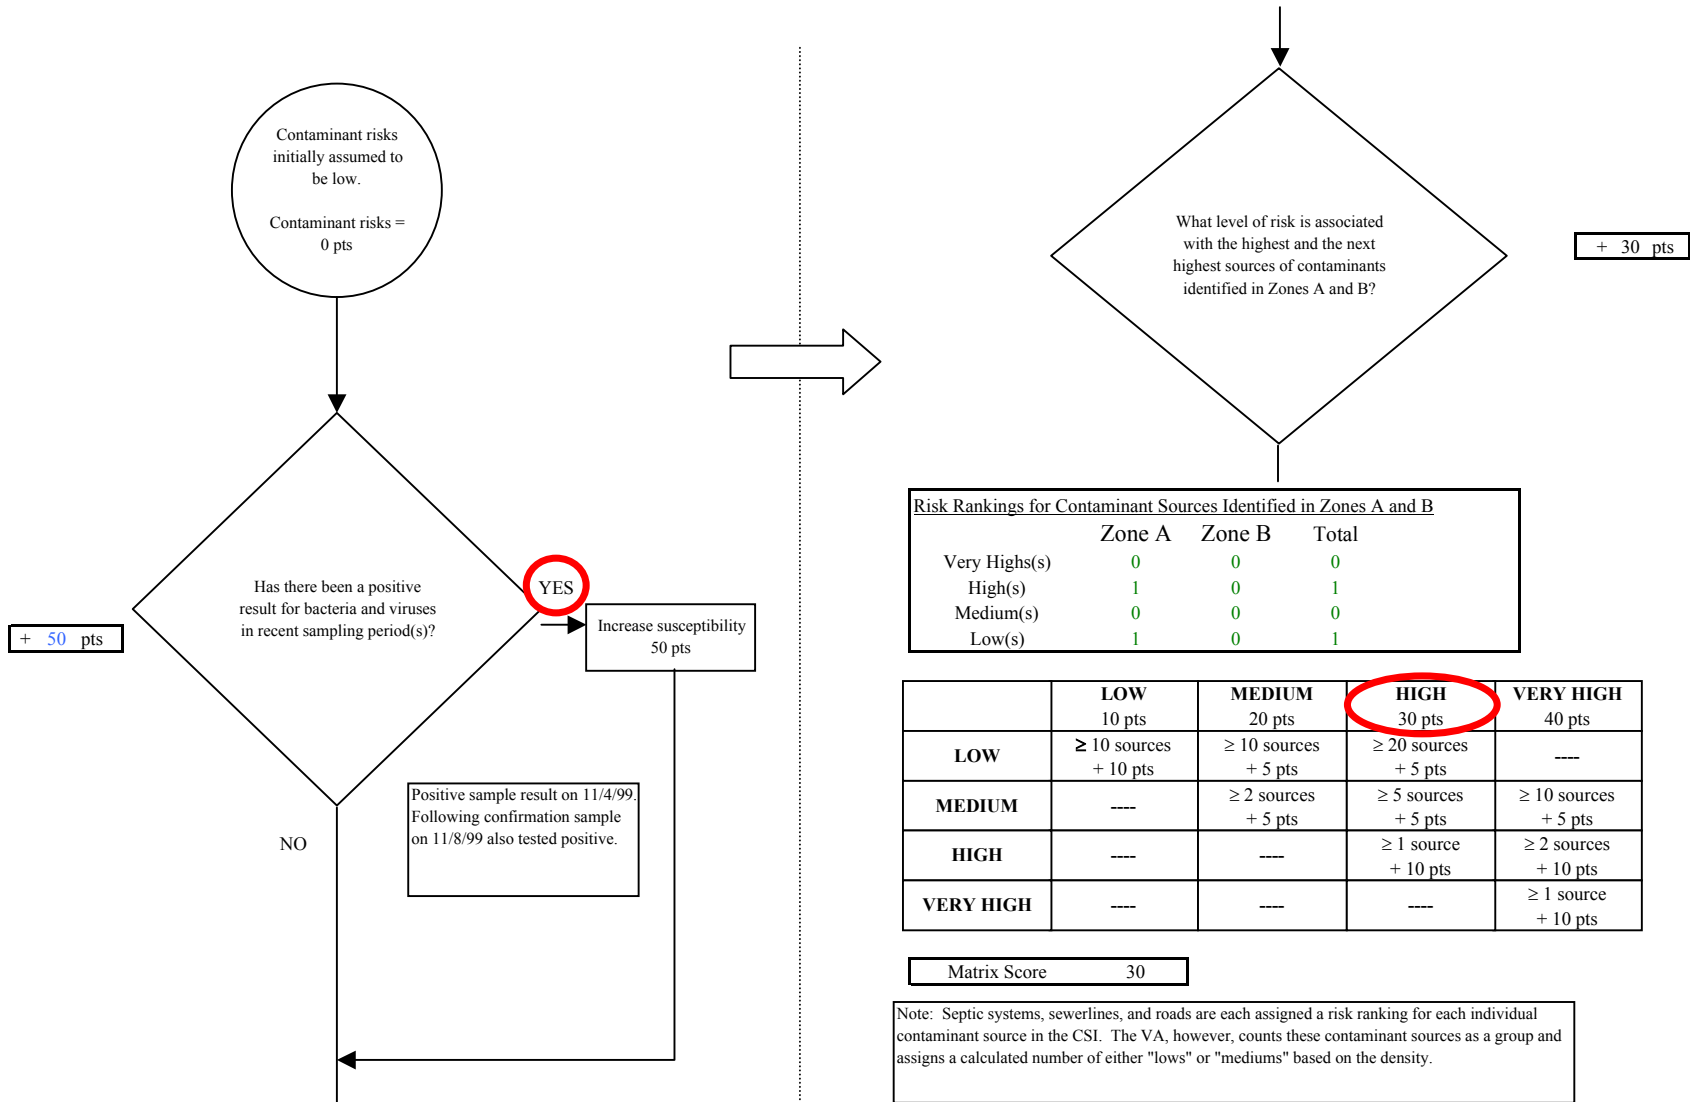 Contaminant risks
initially assumed to
be low.
Contaminant risks =
0 pts
Has there been a positive
result for bacteria and viruses
in recent sampling period(s)?
YES
+ 50 pts
Increase susceptibility
50 pts
Positive sample result on 11/4/99.
Following confirmation sample
on 11/8/99 also tested positive.
NO
What level of risk is associated
with the highest and the next
highest sources of contaminants
identified in Zones A and B?
+ 30 pts
Risk Rankings for Contaminant Sources Identified in Zones A and B
Zone A Zone B Total
Very Highs(s) 0 0 0
High(s) 1 0 1
Medium(s) 0 0 0
Low(s) 1 0 1
LOW MEDIUM HIGH VERY HIGH
10 pts 20 pts 30 pts 40 pts
LOW ≥ 10 sources ≥ 10 sources ≥ 20 sources ----
+ 10 pts + 5 pts + 5 pts
MEDIUM ---- ≥ 2 sources ≥ 5 sources ≥ 10 sources
+ 5 pts + 5 pts + 5 pts
HIGH ---- ---- ≥ 1 source ≥ 2 sources
+ 10 pts + 10 pts
VERY HIGH ---- ---- ---- ≥ 1 source
+ 10 pts
Matrix Score 30
Note: Septic systems, sewerlines, and roads are each assigned a risk ranking for each individual
contaminant source in the CSI. The VA, however, counts these contaminant sources as a group and
assigns a calculated number of either "lows" or "mediums" based on the density.